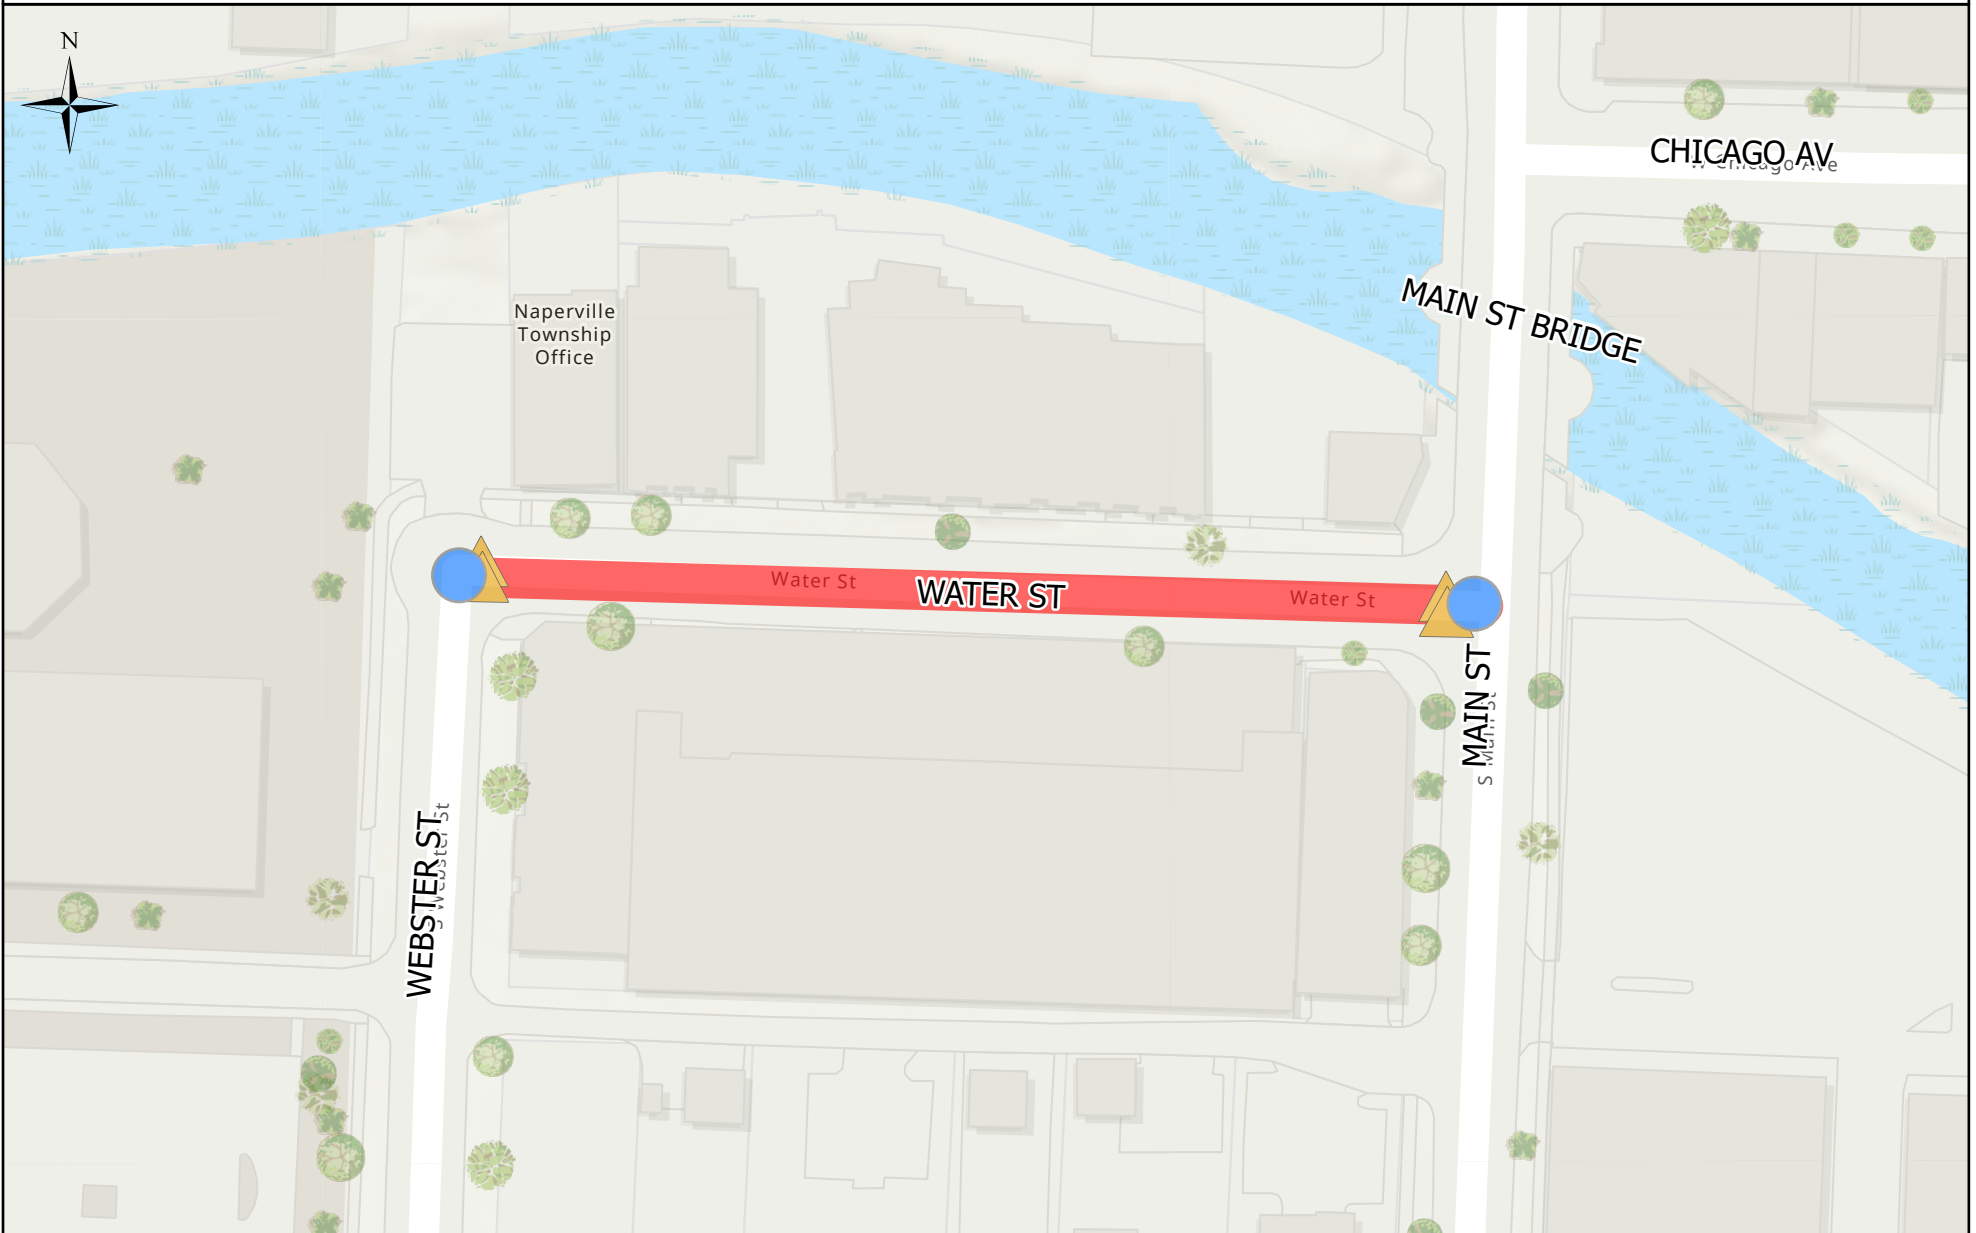 N
CHICAGO AV
W Chicago Ave
MAIN ST BRIDGE
Naperville
Township
Office
Water St
WATER ST
Water St
MAIN ST
S Main St
WEBSTER ST
S Webster St